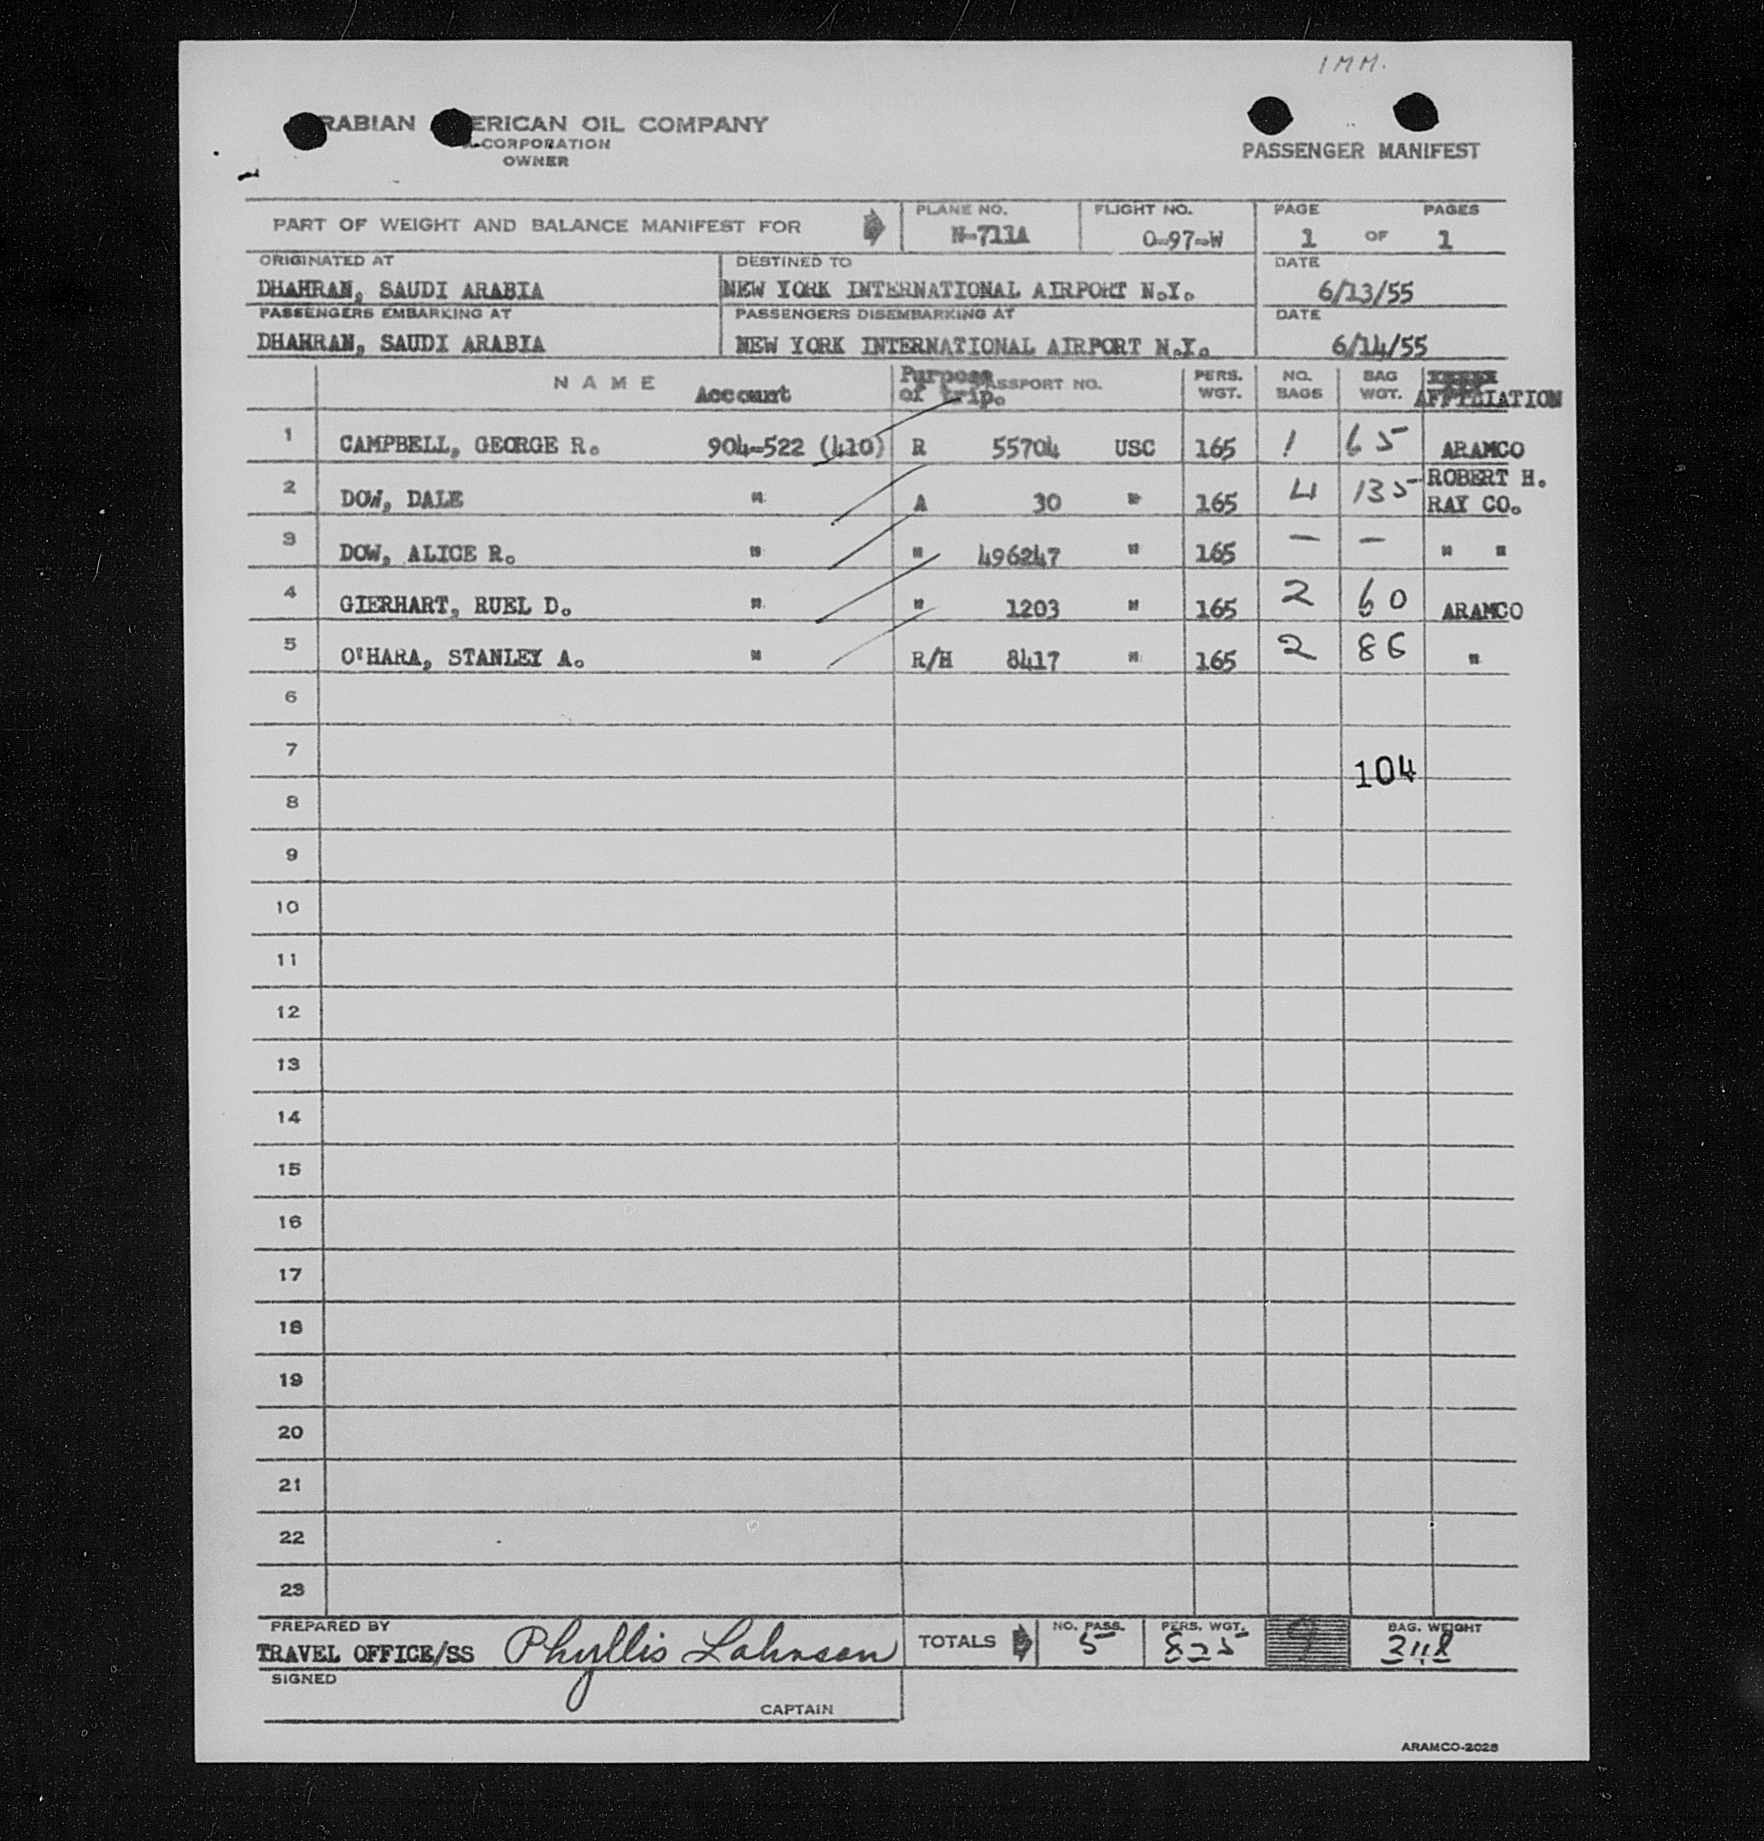 1MM.
RABIAN ERICAN OIL COMPANY
CORPORATION
OWNER
PASSENGER MANIFEST
PART OF WEIGHT AND BALANCE MANIFEST FOR
PLANE NO.
N-711A
FLIGHT NO.
O-97-W
PAGE PAGES
1 OF 1
ORIGINATED AT
DHAHRAN, SAUDI ARABIA
DESTINED TO
NEW YORK INTERNATIONAL AIRPORT N.Y.
DATE
6/13/55
PASSENGERS EMBARKING AT
DHAHRAN, SAUDI ARABIA
PASSENGERS DISEMBARKING AT
NEW YORK INTERNATIONAL AIRPORT N.Y.
DATE
6/14/55
NAME Account Purpose of trip. PASSPORT NO. PERS. WGT. NO. BAGS BAG WGT. AFFILIATION
1 CAMPBELL, GEORGE R. 904-522 (410) R 55704 USC 165 1 65 ARAMCO
2 DOW, DALE " A 30 " 165 4 135 ROBERT H. RAY CO.
3 DOW, ALICE R. " " 496247 " 165 — — " "
4 GIERHART, RUEL D. " " 1203 " 165 2 60 ARAMCO
5 O'HARA, STANLEY A. " R/H 8417 " 165 2 86 "
6
7
104
8
9
10
11
12
13
14
15
16
17
18
19
20
21
22
23
PREPARED BY
TRAVEL OFFICE/SS Phyllis Johnson
TOTALS
NO. PASS. 5
PERS. WGT. 825
9
BAG. WEIGHT
SIGNED
CAPTAIN
ARAMCO-2028